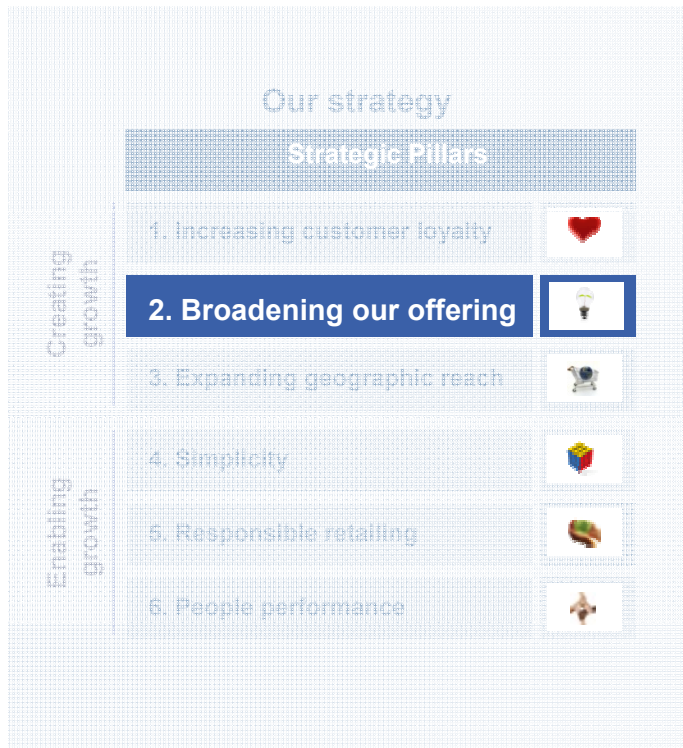 Our strategy
Strategic Pillars
Creating
growth
1. Increasing customer loyalty
2. Broadening our offering
3. Expanding geographic reach
Enabling
growth
4. Simplicity
5. Responsible retailing
6. People performance